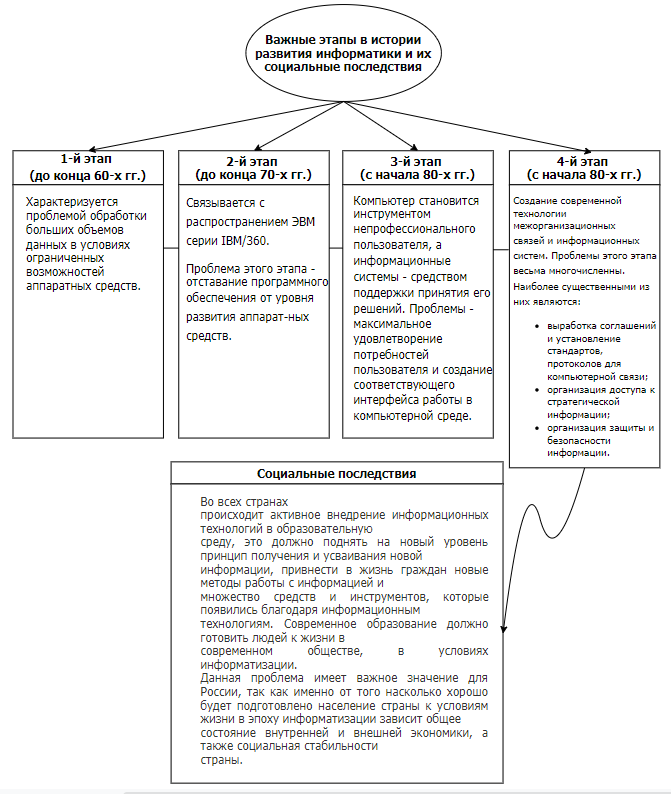 Важные этапы в истории
развития информатики и их
социальные последствия
1-й этап
(до конца 60-х гг.)
Характеризуется
проблемой обработки
больших объемов
данных в условиях
ограниченных
возможностей
аппаратных средств.
2-й этап
(до конца 70-х гг.)
Связывается с
распространением ЭВМ
серии IBM/360.
Проблема этого этапа -
отставание программного
обеспечения от уровня
развития аппарат-ных
средств.
3-й этап
(с начала 80-х гг.)
Компьютер становится
инструментом
непрофессионального
пользователя, а
информационные
системы - средством
поддержки принятия его
решений. Проблемы -
максимальное
удовлетворение
потребностей
пользователя и создание
соответствующего
интерфейса работы в
компьютерной среде.
4-й этап
(с начала 80-х гг.)
Создание современной
технологии
межорганизационных
связей и информационных
систем. Проблемы этого этапа
весьма многочисленны.
Наиболее существенными из
них являются:
• выработка соглашений
и установление
стандартов,
протоколов для
компьютерной связи;
• организация доступа к
стратегической
информации;
• организация защиты и
безопасности
информации.
Социальные последствия
Во всех странах
происходит активное внедрение информационных
технологий в образовательную
среду, это должно поднять на новый уровень
принцип получения и усваивания новой
информации, привнести в жизнь граждан новые
методы работы с информацией и
множество средств и инструментов, которые
появились благодаря информационным
технологиям. Современное образование должно
готовить людей к жизни в
современном обществе, в условиях
информатизации.
Данная проблема имеет важное значение для
России, так как именно от того насколько хорошо
будет подготовлено население страны к условиям
жизни в эпоху информатизации зависит общее
состояние внутренней и внешней экономики, а
также социальная стабильности
страны.